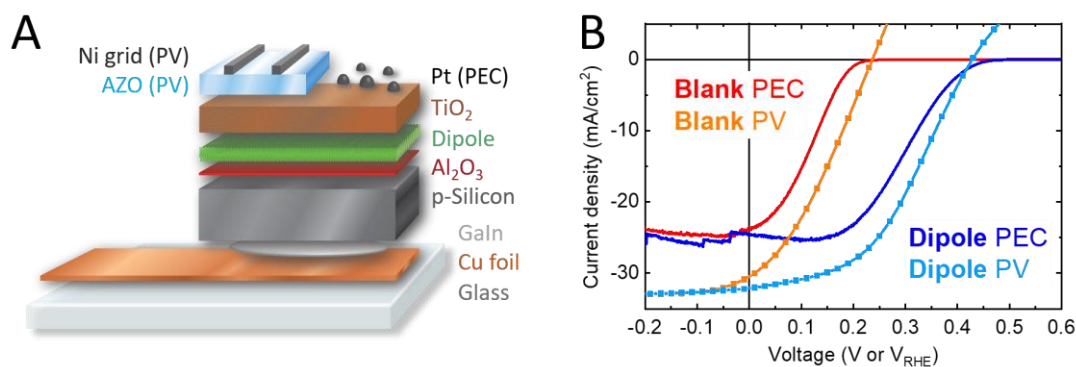 A
Ni grid (PV)
AZO (PV)
Pt (PEC)
TiO₂
Dipole
Al₂O₃
p-Silicon
GaIn
Cu foil
Glass
B
Current density (mA/cm²)
0
-10
-20
-30
Blank PEC
Blank PV
Dipole PEC
Dipole PV
-0.2 -0.1 0.0 0.1 0.2 0.3 0.4 0.5 0.6
Voltage (V or V_RHE)